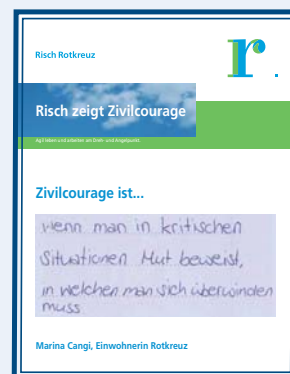 Risch Rotkreuz
r.
Risch zeigt Zivilcourage
Zivilcourage ist...
wenn man in kritischen
Situationen Mut beweist,
in welchen man sich überwinden
muss
Marina Cangi, Einwohnerin Rotkreuz